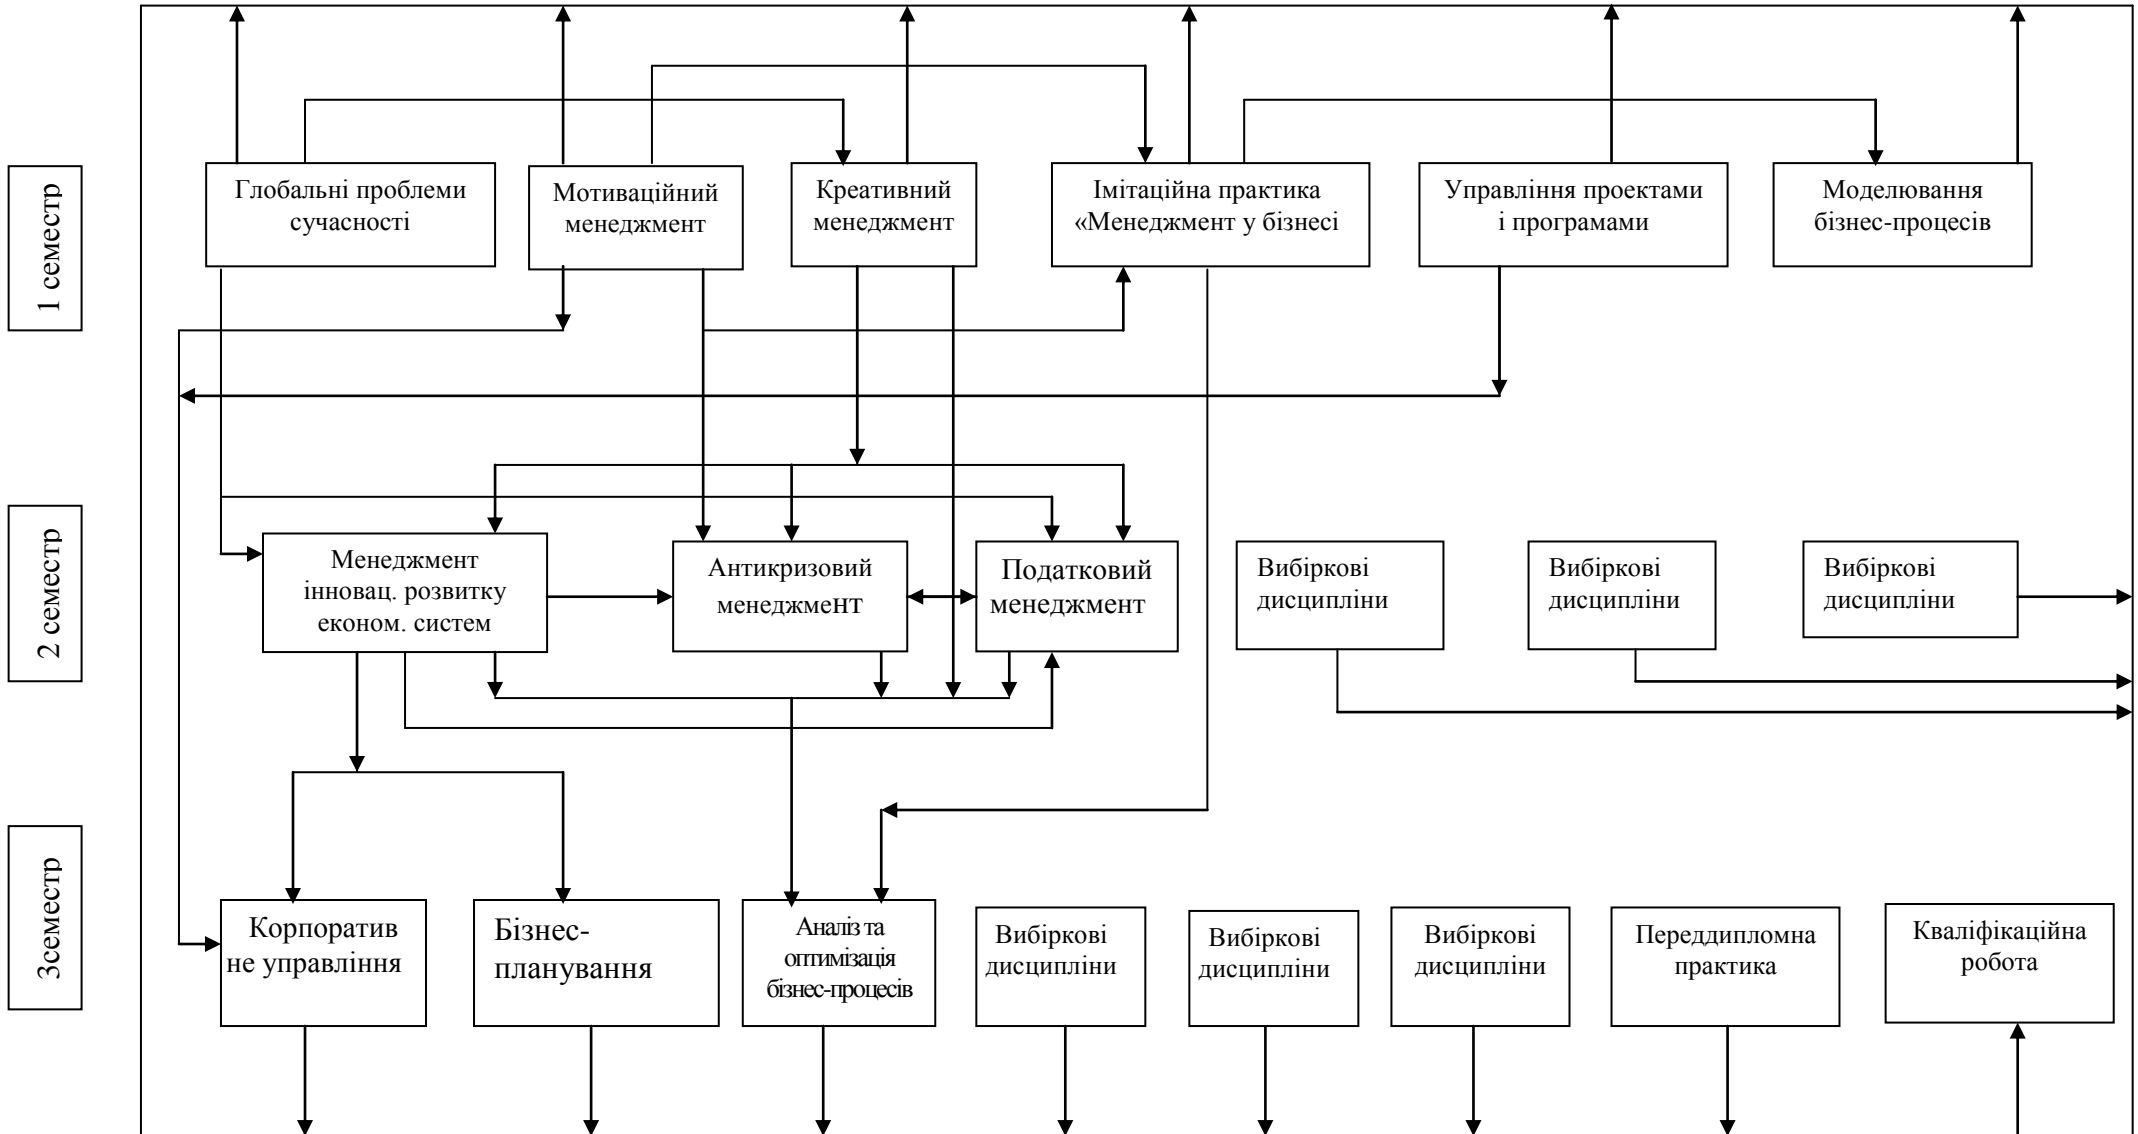 1 семестр
Глобальні проблеми
сучасності
Мотиваційний
менеджмент
Креативний
менеджмент
Імітаційна практика
«Менеджмент у бізнесі
Управління проектами
і програмами
Моделювання
бізнес-процесів
2 семестр
Менеджмент
інновац. розвитку
економ. систем
Антикризовий
менеджмент
Податковий
менеджмент
Вибіркові
дисципліни
Вибіркові
дисципліни
Вибіркові
дисципліни
3семестр
Корпоратив
не управління
Бізнес-
планування
Аналіз та
оптимізація
бізнес-процесів
Вибіркові
дисципліни
Вибіркові
дисципліни
Вибіркові
дисципліни
Переддипломна
практика
Кваліфікаційна
робота